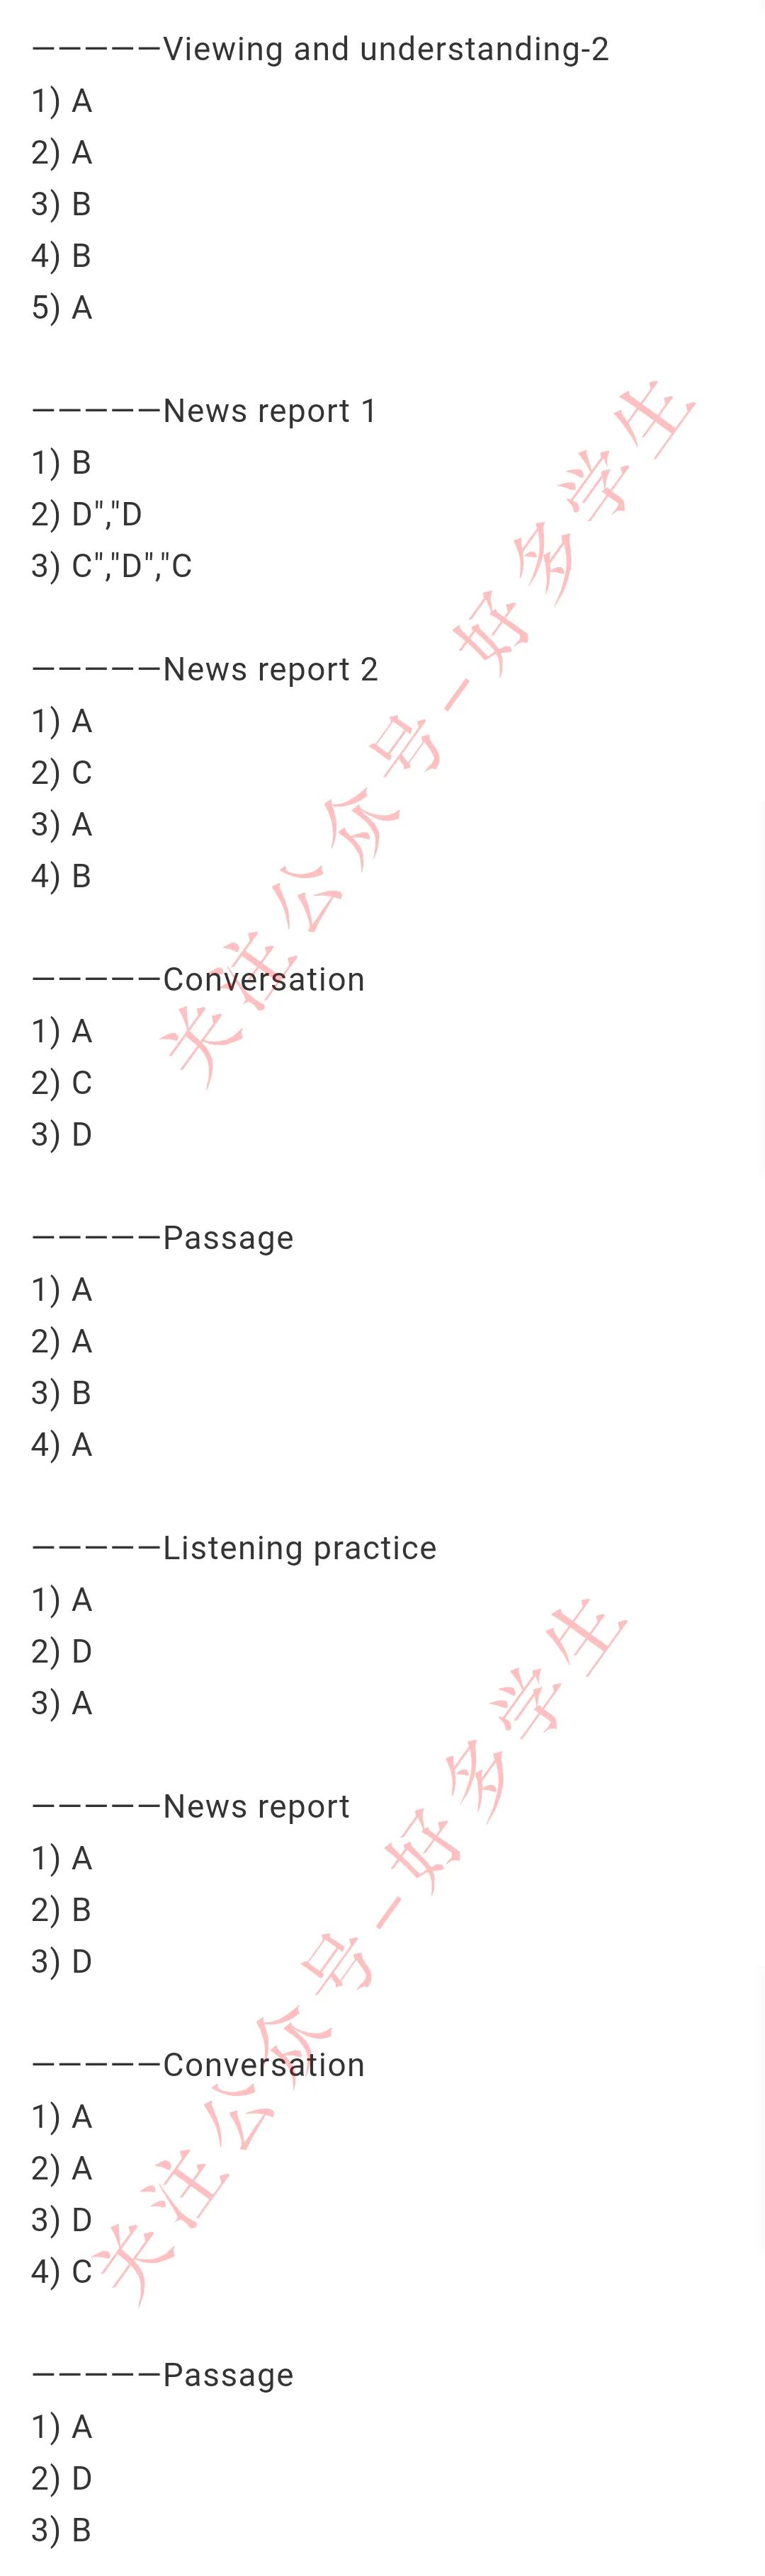 —————Viewing and understanding-2
1) A
2) A
3) B
4) B
5) A
—————News report 1
1) B
2) D","D
3) C","D","C
—————News report 2
1) A
2) C
3) A
4) B
—————Conversation
1) A
2) C
3) D
—————Passage
1) A
2) A
3) B
4) A
—————Listening practice
1) A
2) D
3) A
—————News report
1) A
2) B
3) D
—————Conversation
1) A
2) A
3) D
4) C
—————Passage
1) A
2) D
3) B
关注公众号–好多学生
关注公众号–好多学生